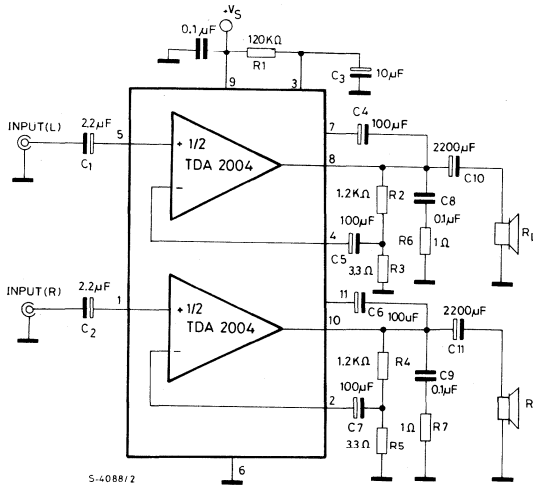 +VS
0.1µF
120KΩ
R1
C3
10µF
9
3
INPUT(L)
2.2µF
C1
5
+ 1/2
TDA 2004
−
7
C4
100µF
8
2200µF
C10
1.2KΩ
R2
C8
0.1µF
100µF
4
C5
R6
1Ω
3.3Ω
R3
RL
INPUT(R)
2.2µF
C2
1
+ 1/2
TDA 2004
−
11
C6
100uF
10
2200µF
C11
1.2KΩ
R4
C9
0.1µF
100µF
2
C7
1Ω
R7
3.3Ω
R5
R
6
S-4088/2